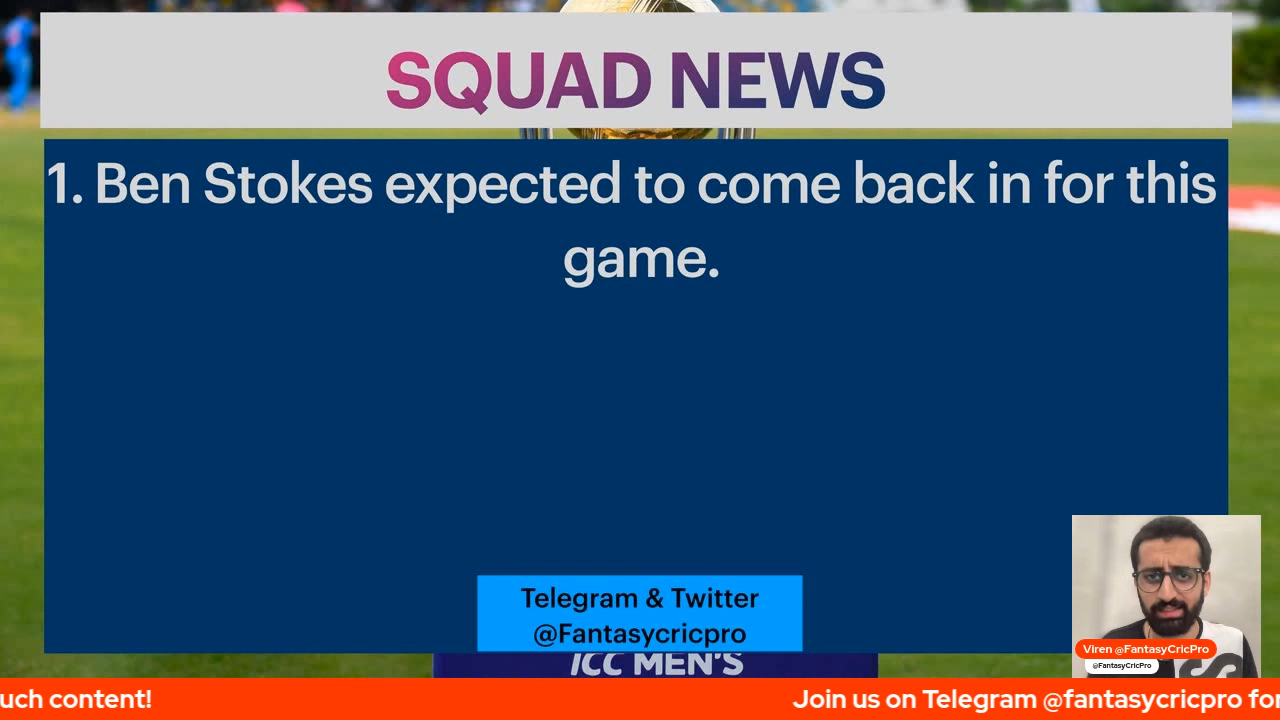 SQUAD NEWS
1. Ben Stokes expected to come back in for this
game.
Telegram & Twitter
@Fantasycricpro
ICC MEN'S
Viren @FantasyCricPro
@FantasyCricPro
uch content!
Join us on Telegram @fantasycricpro for